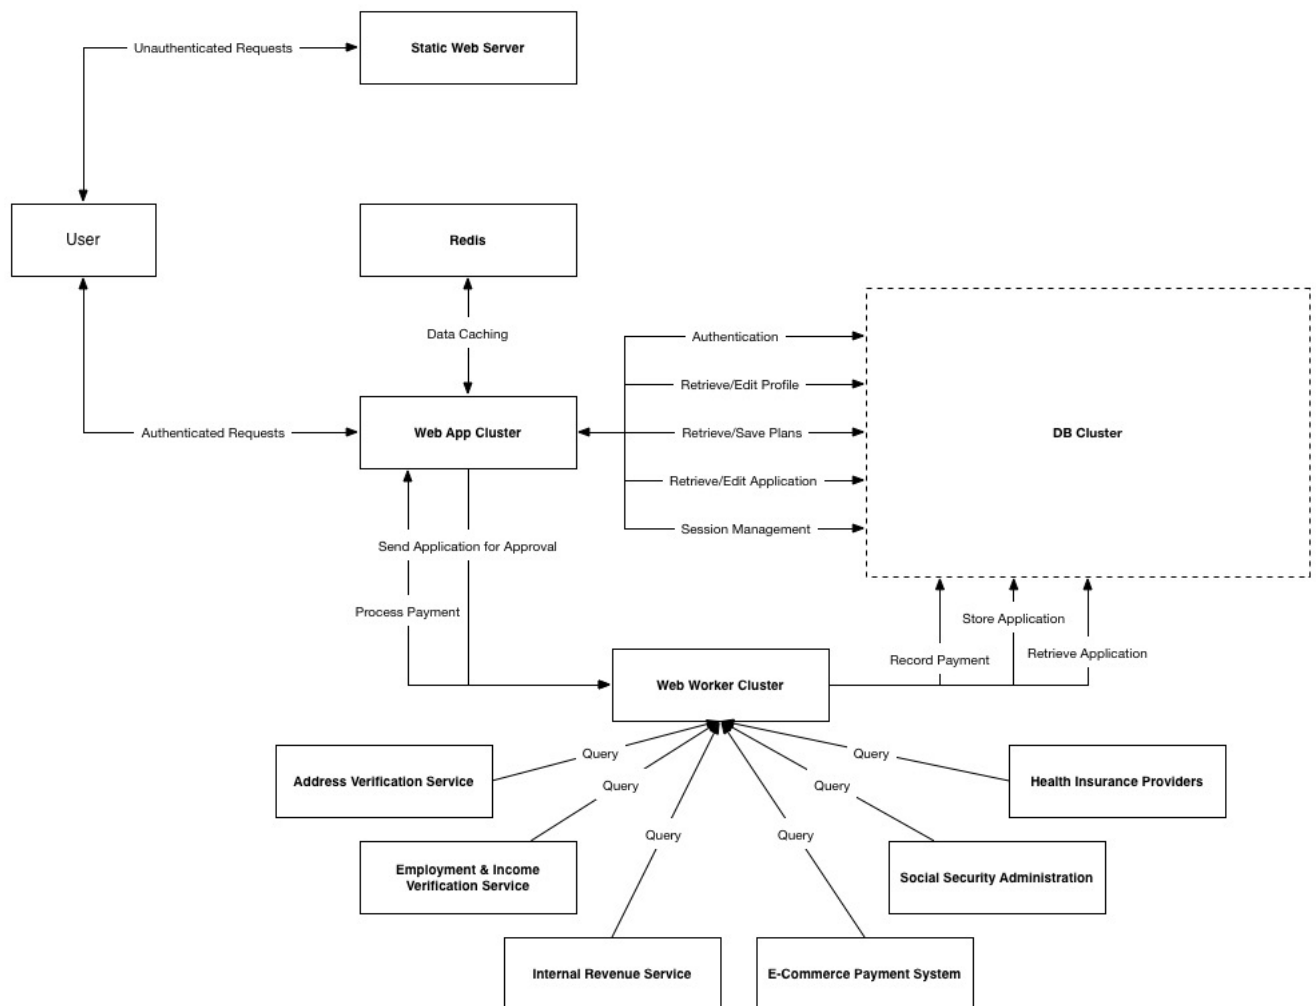 Unauthenticated Requests
Static Web Server
User
Redis
Data Caching
Authentication
Retrieve/Edit Profile
Authenticated Requests
Web App Cluster
Retrieve/Save Plans
DB Cluster
Retrieve/Edit Application
Session Management
Send Application for Approval
Process Payment
Store Application
Record Payment
Retrieve Application
Web Worker Cluster
Query
Query
Address Verification Service
Health Insurance Providers
Query
Query
Query
Query
Employment & Income
Verification Service
Social Security Administration
Internal Revenue Service
E-Commerce Payment System